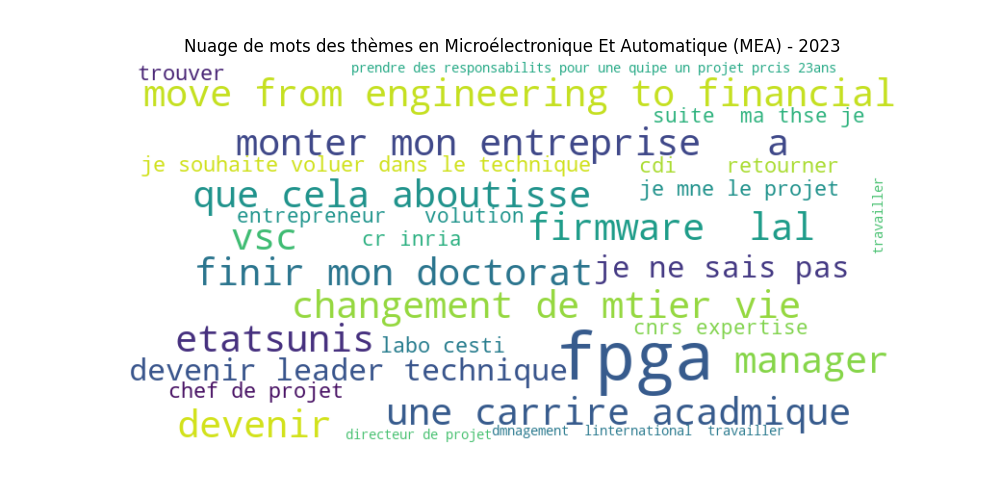 Nuage de mots des thèmes en Microélectronique Et Automatique (MEA) - 2023
trouver
prendre des responsabilits pour une quipe un projet prcis 23ans
move from engineering to financial
suite ma thse je
monter mon entreprise a
je souhaite voluer dans le technique
cdi retourner
que cela aboutisse
je mne le projet
travailler
entrepreneur volution
firmware lal
vsc
cr inria
finir mon doctorat
je ne sais pas
changement de mtier vie
cnrs expertise
etatsunis
labo cesti
fpga
manager
devenir leader technique
chef de projet
devenir
une carrire acadmique
directeur de projet
dmnagement linternational travailler